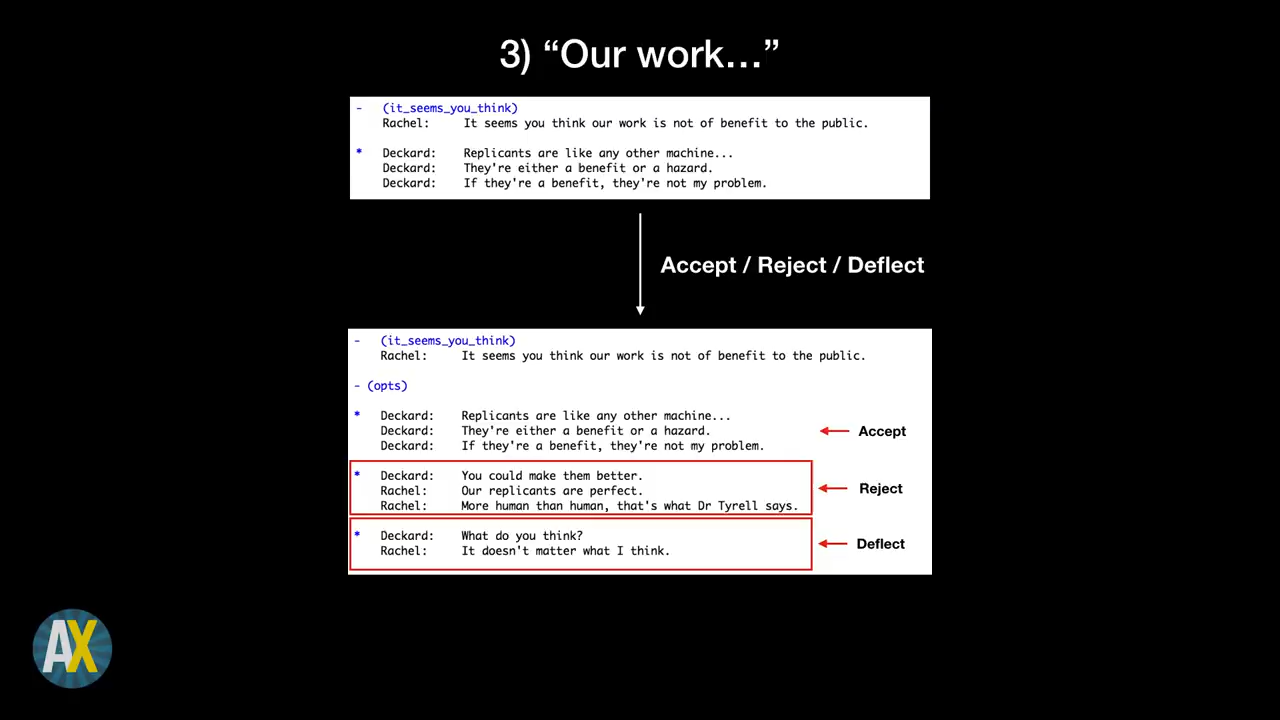 3) “Our work…”
- (it_seems_you_think)
Rachel: It seems you think our work is not of benefit to the public.
* Deckard: Replicants are like any other machine...
Deckard: They're either a benefit or a hazard.
Deckard: If they're a benefit, they're not my problem.
Accept / Reject / Deflect
- (it_seems_you_think)
Rachel: It seems you think our work is not of benefit to the public.
- (opts)
* Deckard: Replicants are like any other machine...
Deckard: They're either a benefit or a hazard.
Accept
Deckard: If they're a benefit, they're not my problem.
* Deckard: You could make them better.
Rachel: Our replicants are perfect.
Reject
Rachel: More human than human, that's what Dr Tyrell says.
* Deckard: What do you think?
Deflect
Rachel: It doesn't matter what I think.
AX